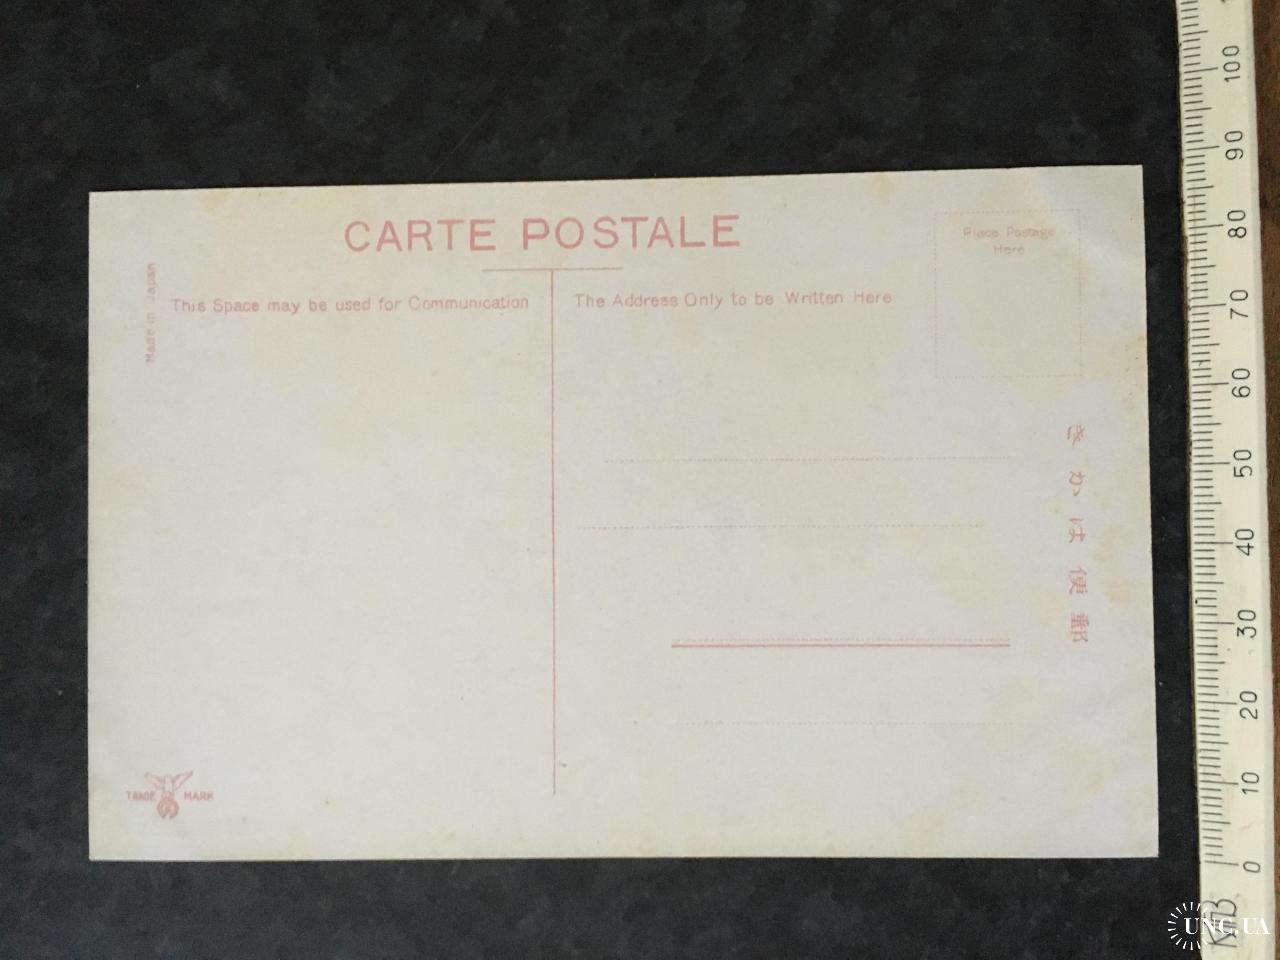 CARTE POSTALE
Place Postage
Here
Made in Japan
This Space may be used for Communication
The Address Only to be Written Here
きかは便郵
TRADE MARK
100
90
80
70
60
50
40
30
20
10
0
UNC.UA